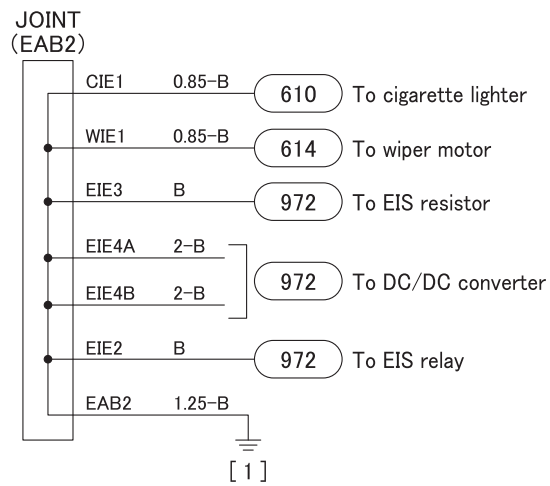 JOINT
(EAB2)
CIE1 0.85-B 610 To cigarette lighter
WIE1 0.85-B 614 To wiper motor
EIE3 B 972 To EIS resistor
EIE4A 2-B
972 To DC/DC converter
EIE4B 2-B
EIE2 B 972 To EIS relay
EAB2 1.25-B
[1]